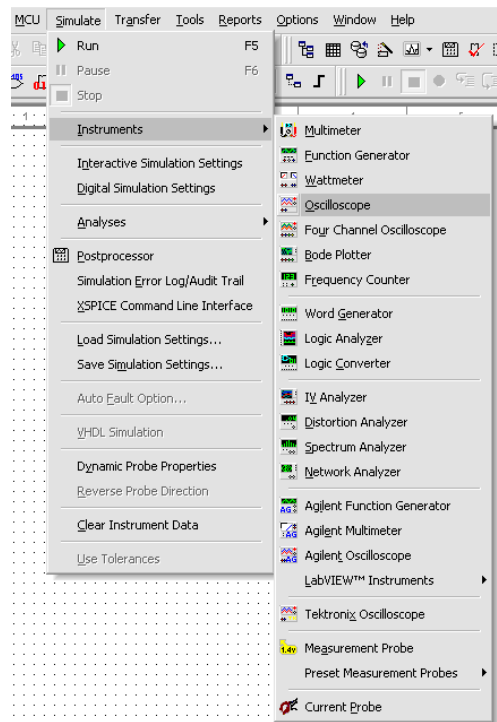 MCU Simulate Transfer Tools Reports Options Window Help
Run F5
Pause F6
Stop
Instruments
Interactive Simulation Settings
Digital Simulation Settings
Analyses
Postprocessor
Simulation Error Log/Audit Trail
XSPICE Command Line Interface
Load Simulation Settings...
Save Simulation Settings...
Auto Fault Option...
VHDL Simulation
Dynamic Probe Properties
Reverse Probe Direction
Clear Instrument Data
Use Tolerances
Multimeter
Function Generator
Wattmeter
Oscilloscope
Four Channel Oscilloscope
Bode Plotter
Frequency Counter
Word Generator
Logic Analyzer
Logic Converter
IV Analyzer
Distortion Analyzer
Spectrum Analyzer
Network Analyzer
Agilent Function Generator
Agilent Multimeter
Agilent Oscilloscope
LabVIEW™ Instruments
Tektronix Oscilloscope
Measurement Probe
Preset Measurement Probes
Current Probe